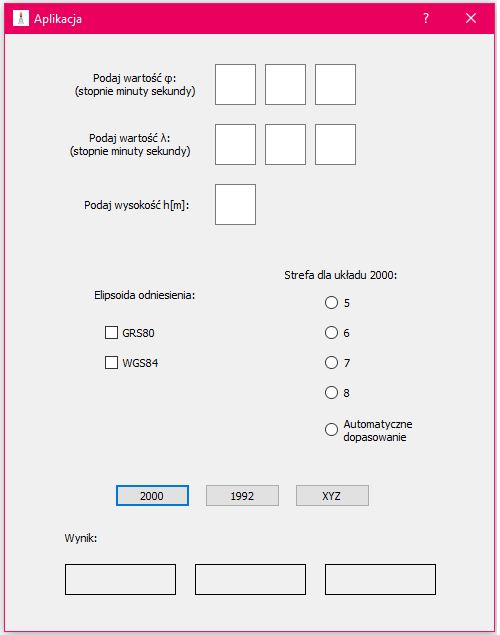 Aplikacja
?
Podaj wartość φ:
(stopnie minuty sekundy)
Podaj wartość λ:
(stopnie minuty sekundy)
Podaj wysokość h[m]:
Strefa dla układu 2000:
Elipsoida odniesienia:
5
GRS80
6
WGS84
7
8
Automatyczne
dopasowanie
2000
1992
XYZ
Wynik: